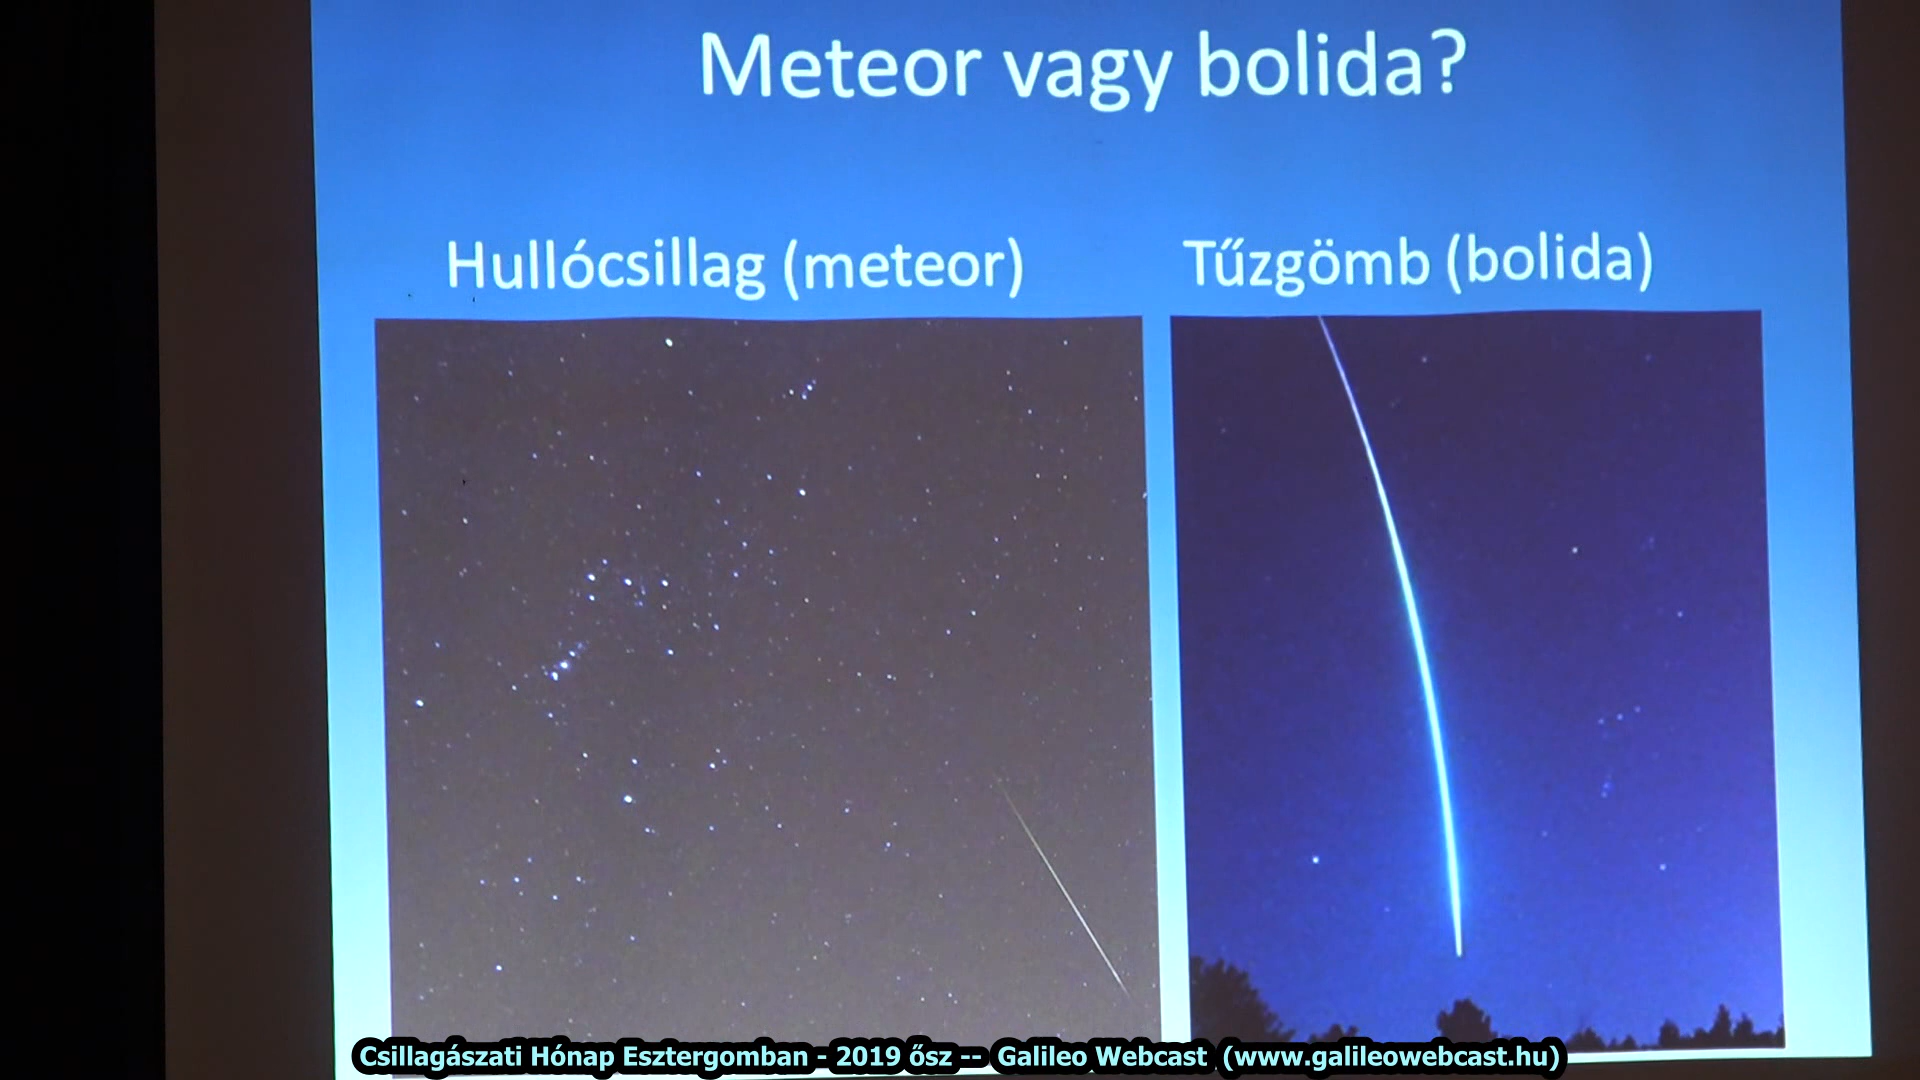 Meteor vagy bolida?
Hullócsillag (meteor)
Tűzgömb (bolida)
Csillagászati Hónap Esztergomban - 2019 ősz -- Galileo Webcast (www.galileowebcast.hu)